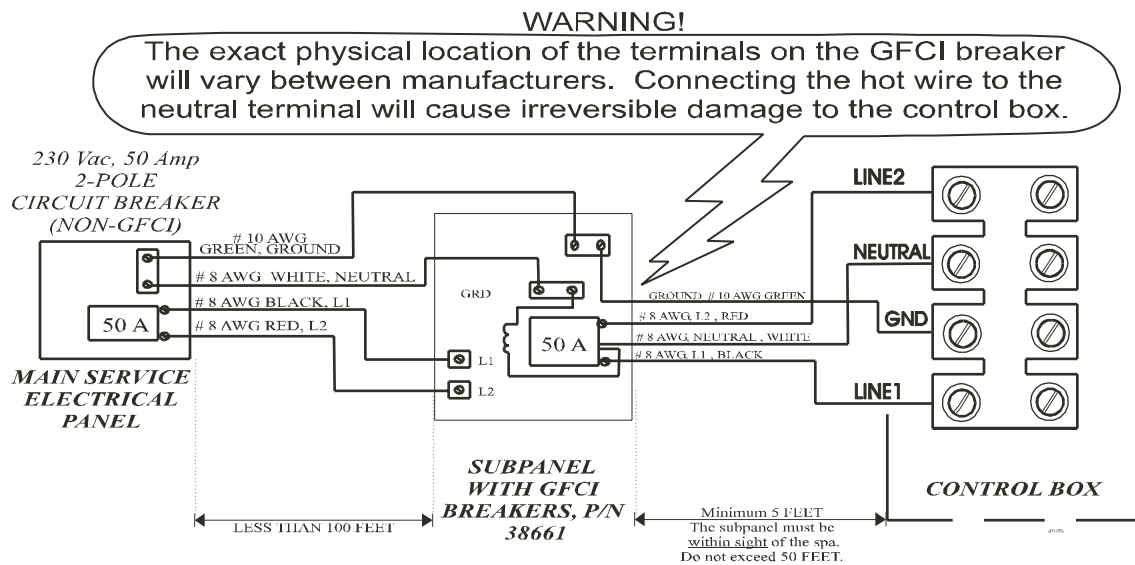 WARNING!
The exact physical location of the terminals on the GFCI breaker
will vary between manufacturers.  Connecting the hot wire to the
neutral terminal will cause irreversible damage to the control box.
230 Vac, 50 Amp
2-POLE
CIRCUIT BREAKER
(NON-GFCI)
# 10 AWG
GREEN, GROUND
# 8 AWG  WHITE, NEUTRAL
# 8 AWG BLACK, L1
# 8 AWG RED, L2
50 A
MAIN SERVICE
ELECTRICAL
PANEL
GRD
L1
L2
50 A
SUBPANEL
WITH GFCI
BREAKERS, P/N
38661
GROUND # 10 AWG GREEN
# 8 AWG, L2 , RED
# 8 AWG, NEUTRAL , WHITE
# 8 AWG, L1 , BLACK
LINE2
NEUTRAL
GND
LINE1
CONTROL BOX
LESS THAN 100 FEET
Minimum 5 FEET
The subpanel must be
within sight of the spa.
Do not exceed 50 FEET.